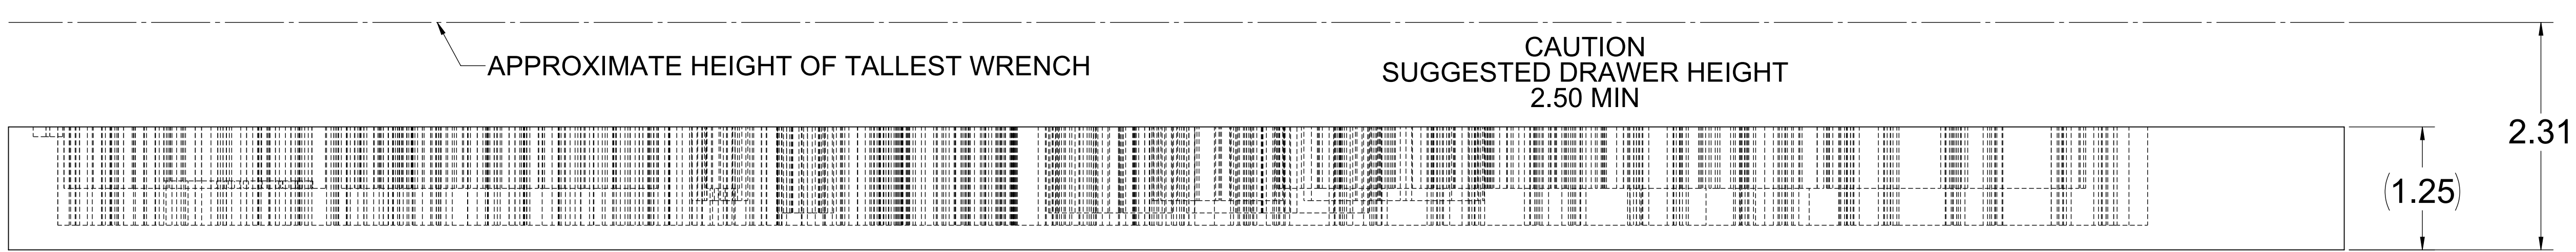 APPROXIMATE HEIGHT OF TALLEST WRENCH
CAUTION
SUGGESTED DRAWER HEIGHT
2.50 MIN
2.31
(1.25)